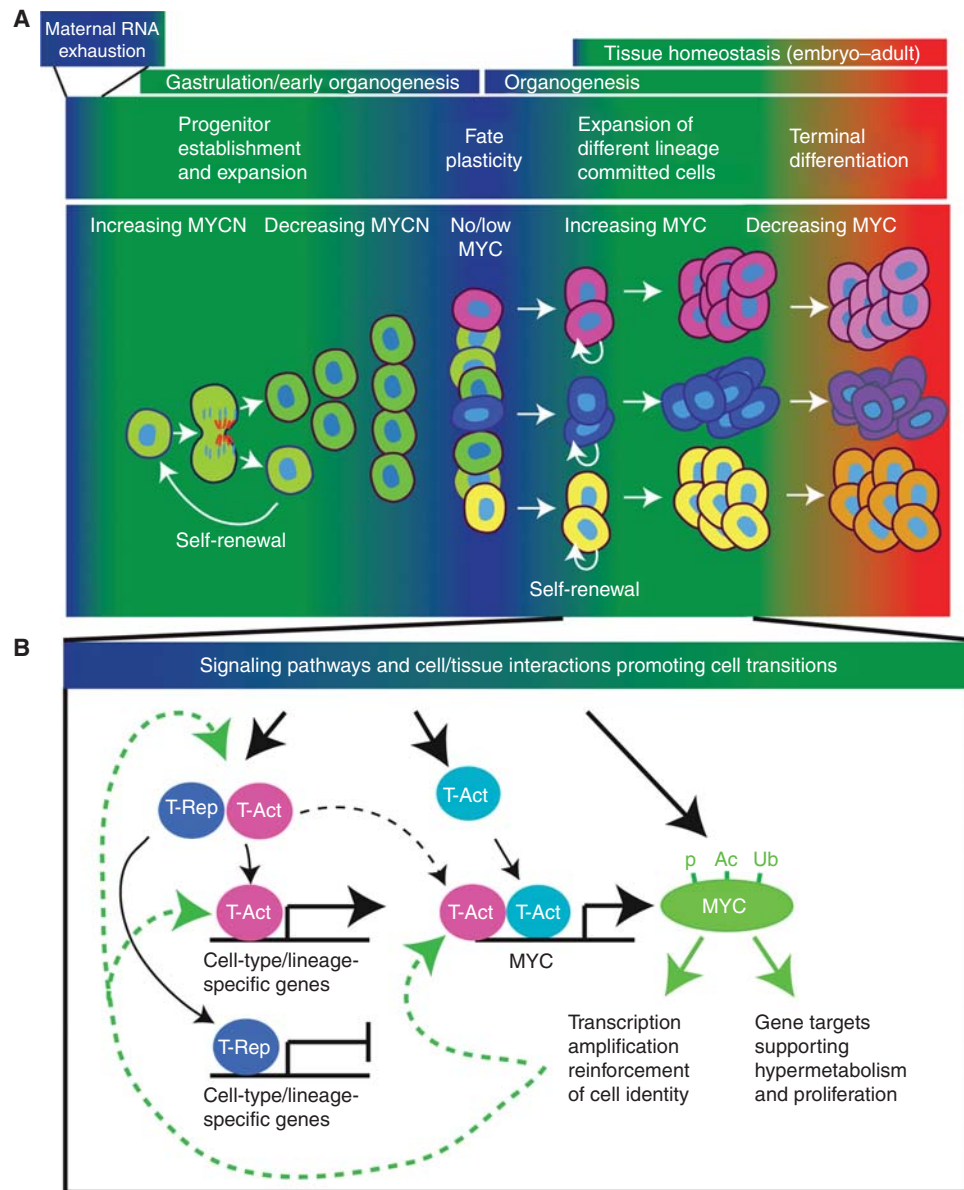 A
Maternal RNA
exhaustion
Tissue homeostasis (embryo–adult)
Gastrulation/early organogenesis
Organogenesis
Progenitor
establishment
and expansion
Fate
plasticity
Expansion of
different lineage
committed cells
Terminal
differentiation
Increasing MYCN
Decreasing MYCN
No/low
MYC
Increasing MYC
Decreasing MYC
Self-renewal
Self-renewal
B
Signaling pathways and cell/tissue interactions promoting cell transitions
T-Rep
T-Act
T-Act
p
Ac
Ub
MYC
T-Act
T-Act
T-Act
Cell-type/lineage-
specific genes
MYC
T-Rep
Cell-type/lineage-
specific genes
Transcription
amplification
reinforcement
of cell identity
Gene targets
supporting
hypermetabolism
and proliferation